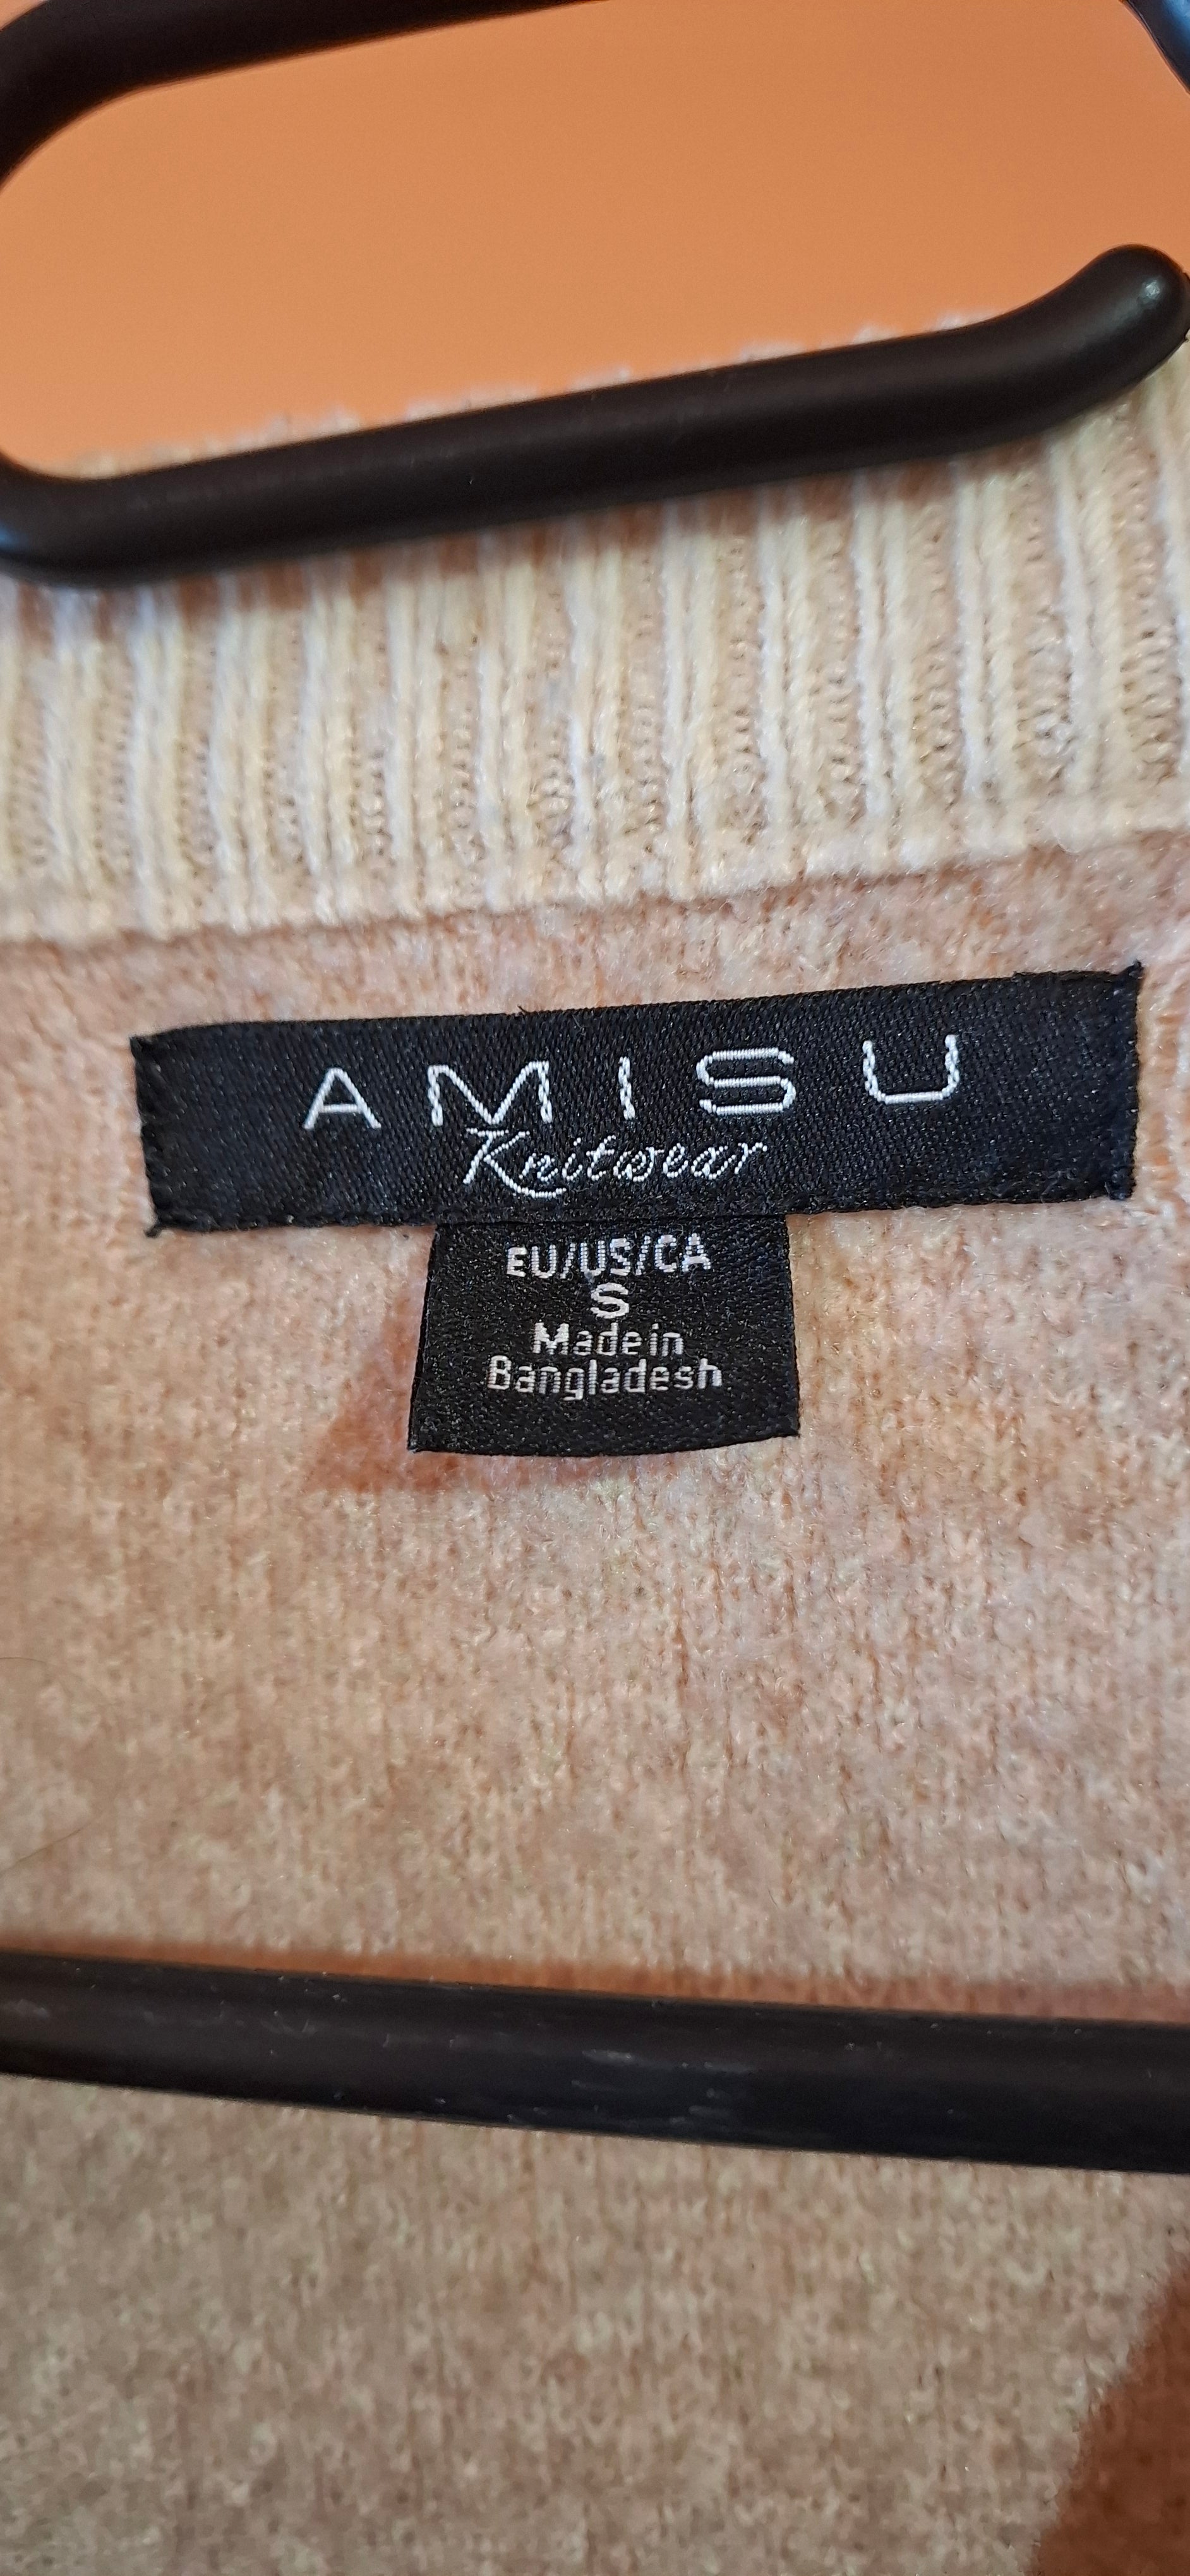 AMISU
Knitwear
EU/US/CA
S
Made in
Bangladesh